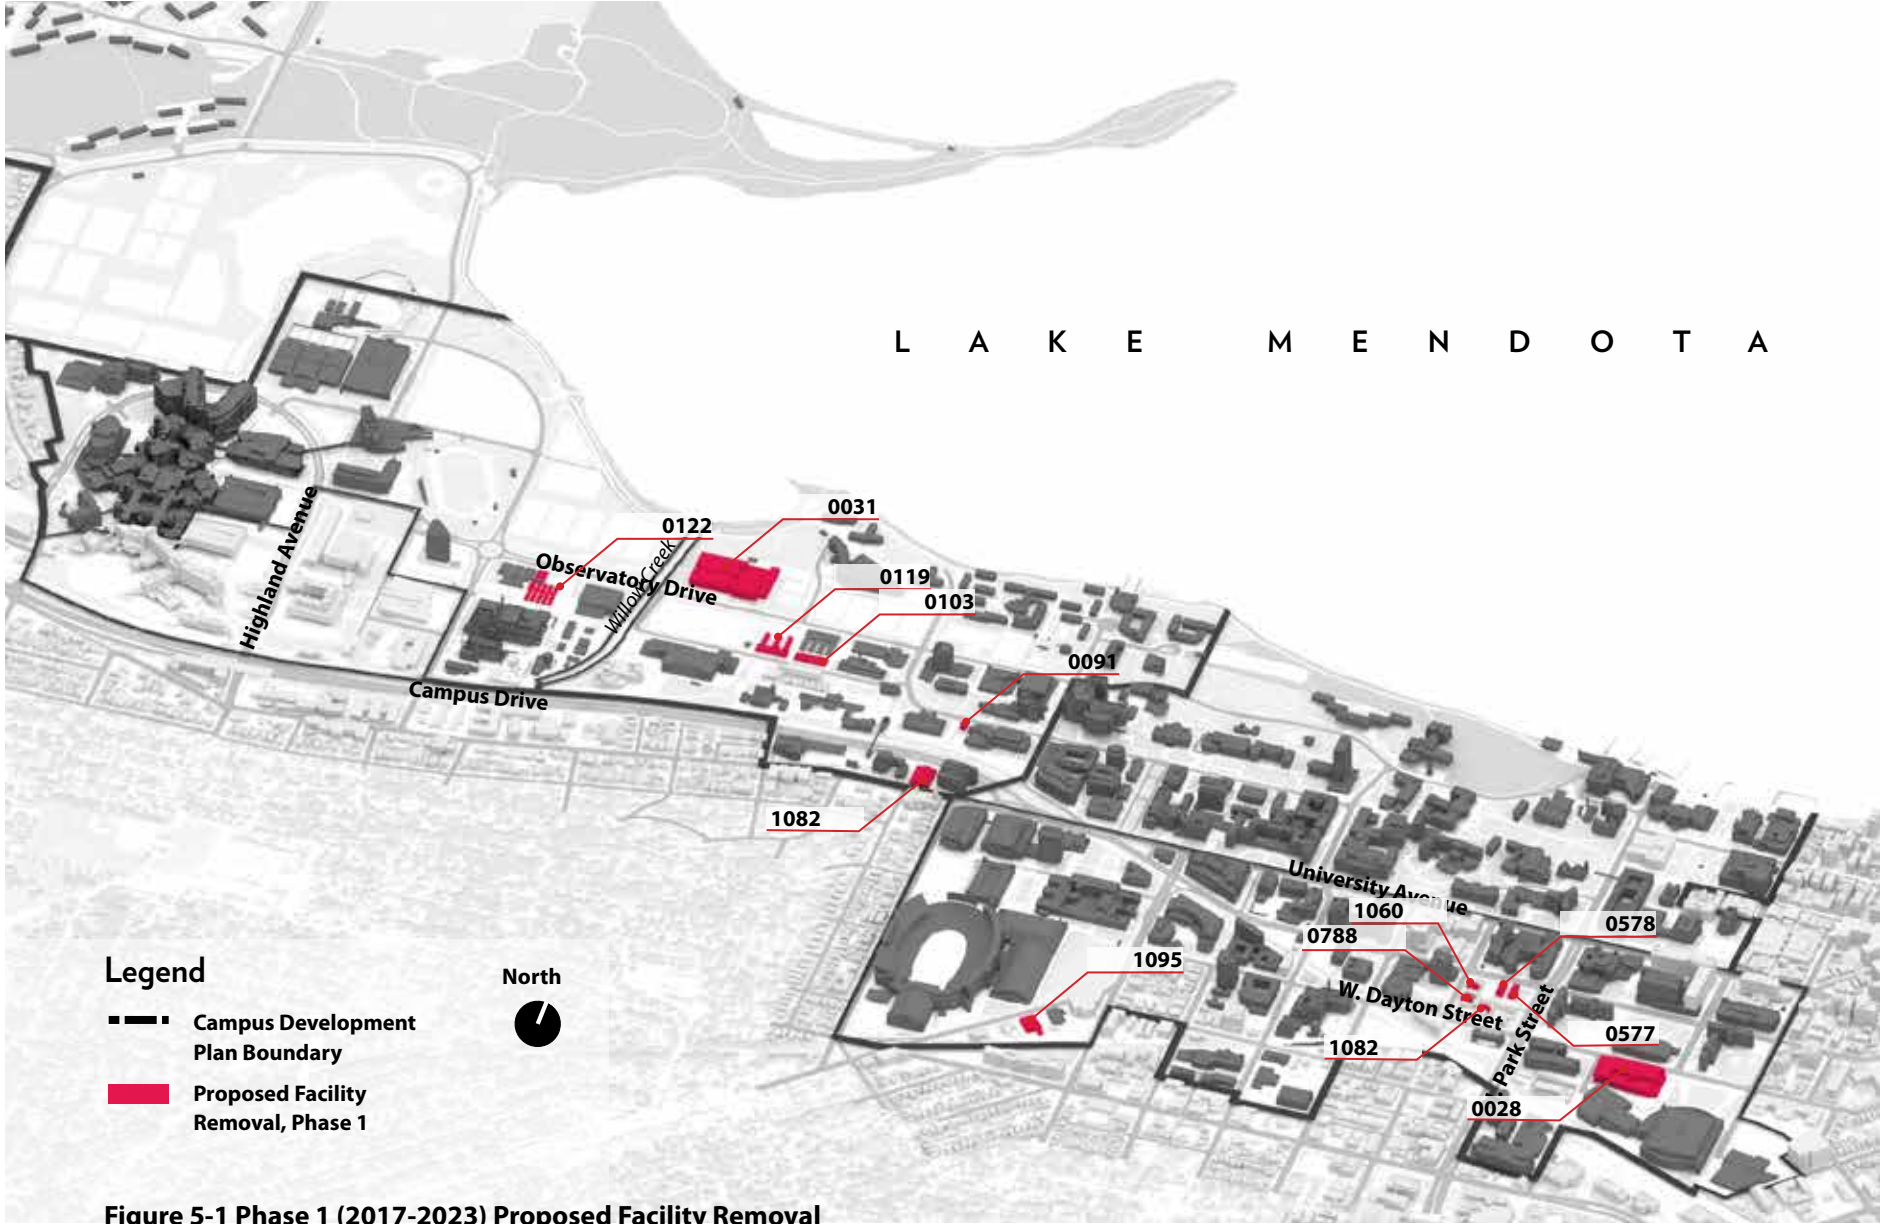 LAKE MENDOTA
0031
0122
Observatory Drive
Willow Creek
0119
0103
Highland Avenue
0091
Campus Drive
1082
University Avenue
1060
0578
0788
1095
W. Dayton Street
Park Street
0577
1082
0028
Legend
North
Campus Development
Plan Boundary
Proposed Facility
Removal, Phase 1
Figure 5-1 Phase 1 (2017-2023) Proposed Facility Removal